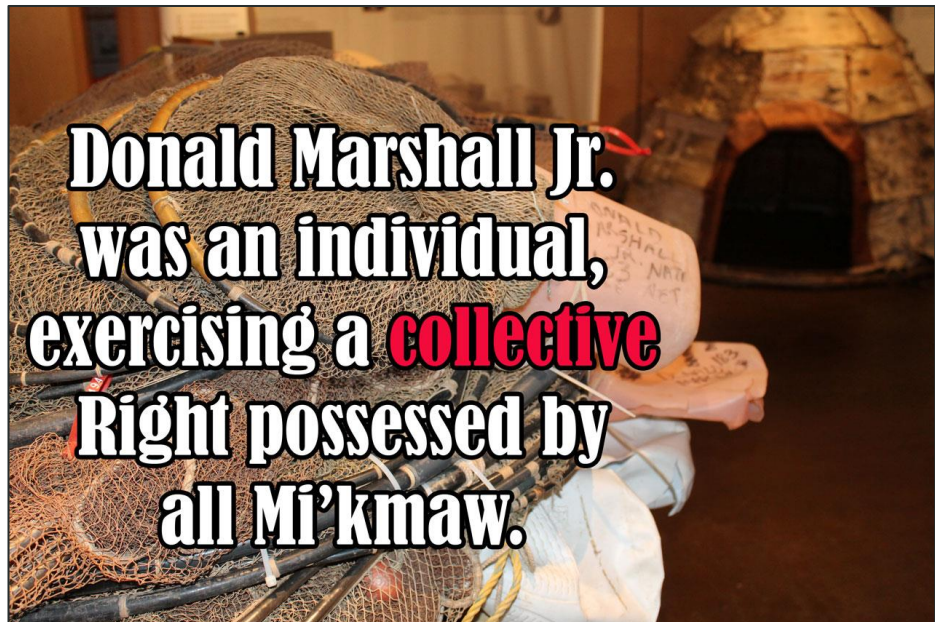 Donald Marshall Jr.
was an individual,
exercising a collective
Right possessed by
all Mi’kmaw.